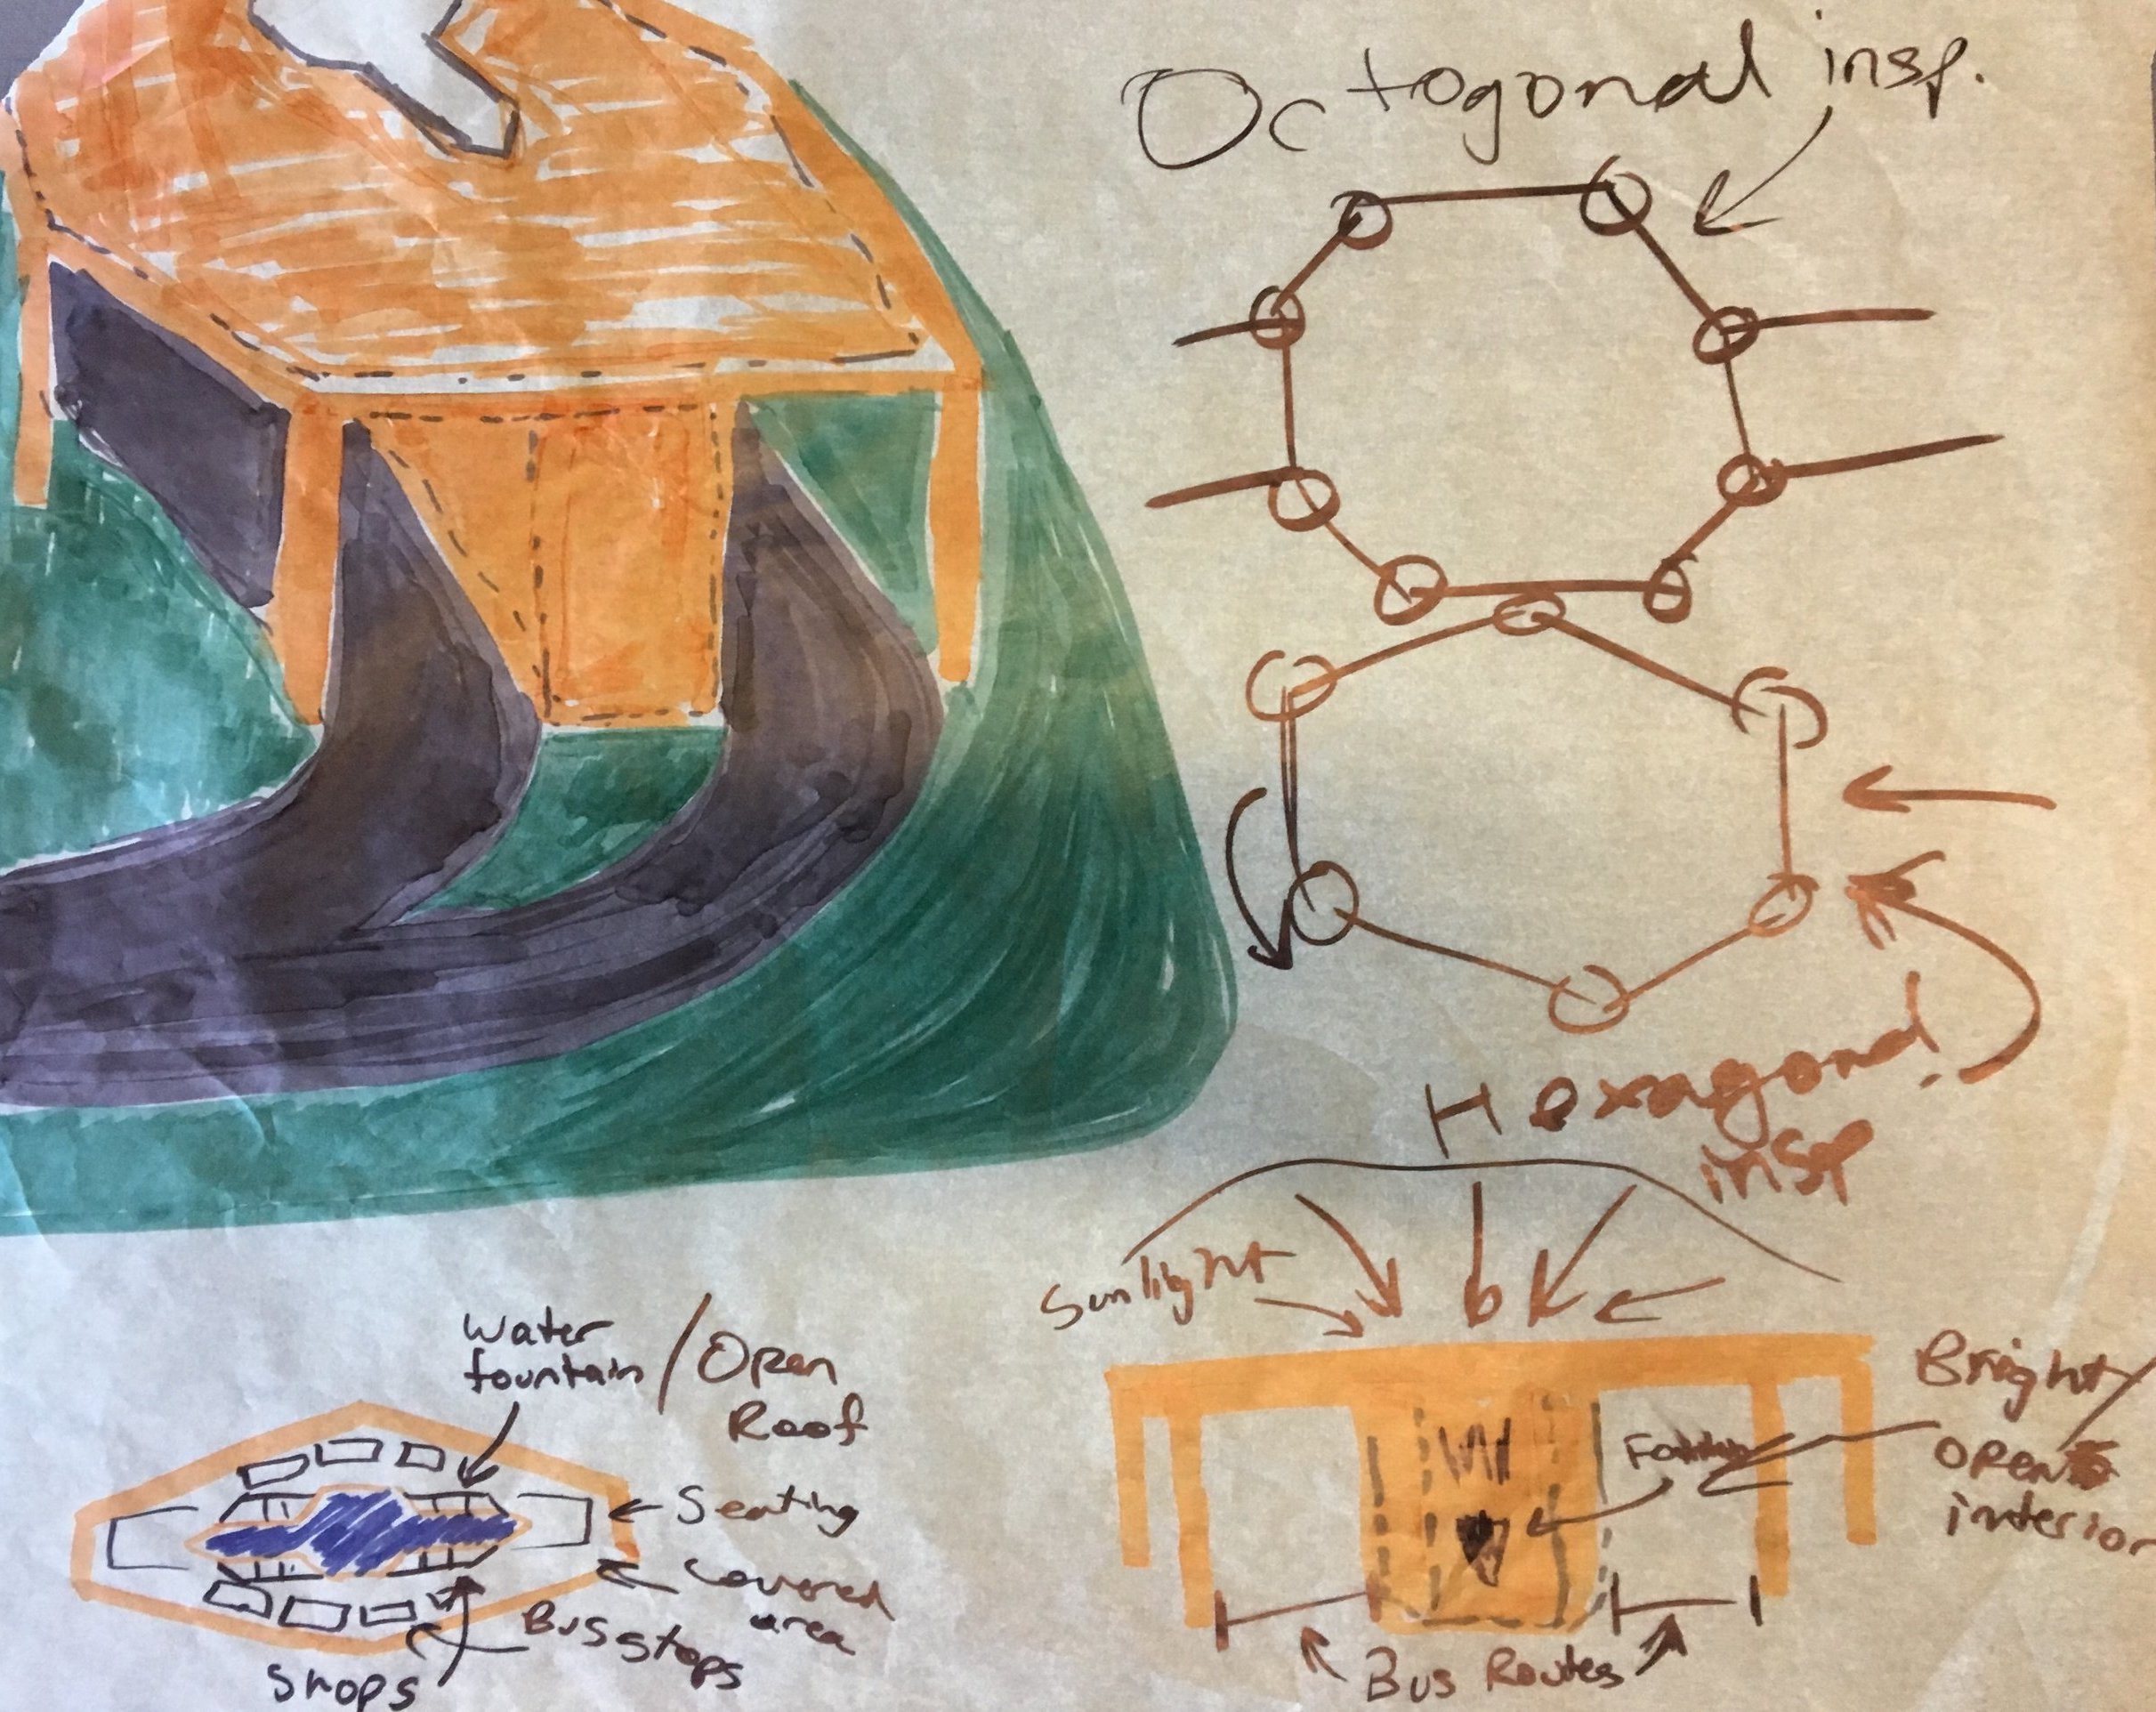 Octogonal insp.
Hexagonal
insp
Sunlight
Water
fountain / Open
Roof
Seating
Covered
area
Bus stops
Shops
Bright/
open
interior
Bus Routes